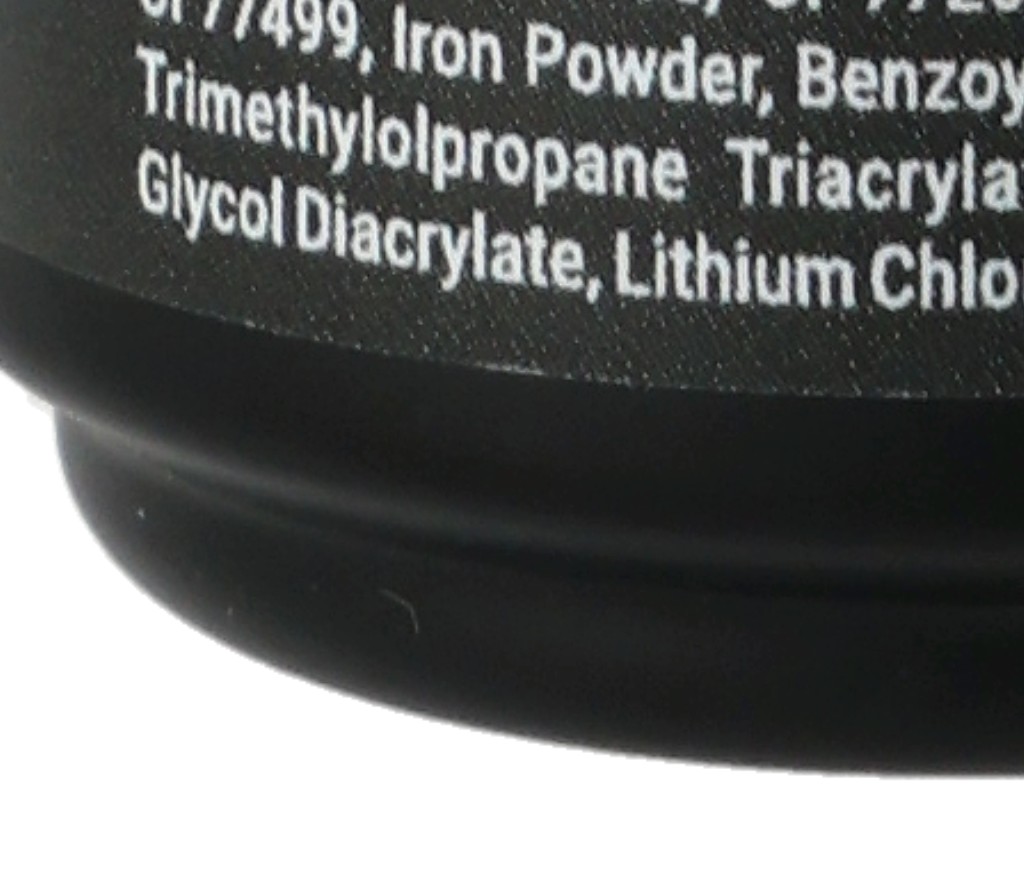 77499, Iron Powder, Benzoy
Trimethylolpropane Triacryla
Glycol Diacrylate, Lithium Chlo